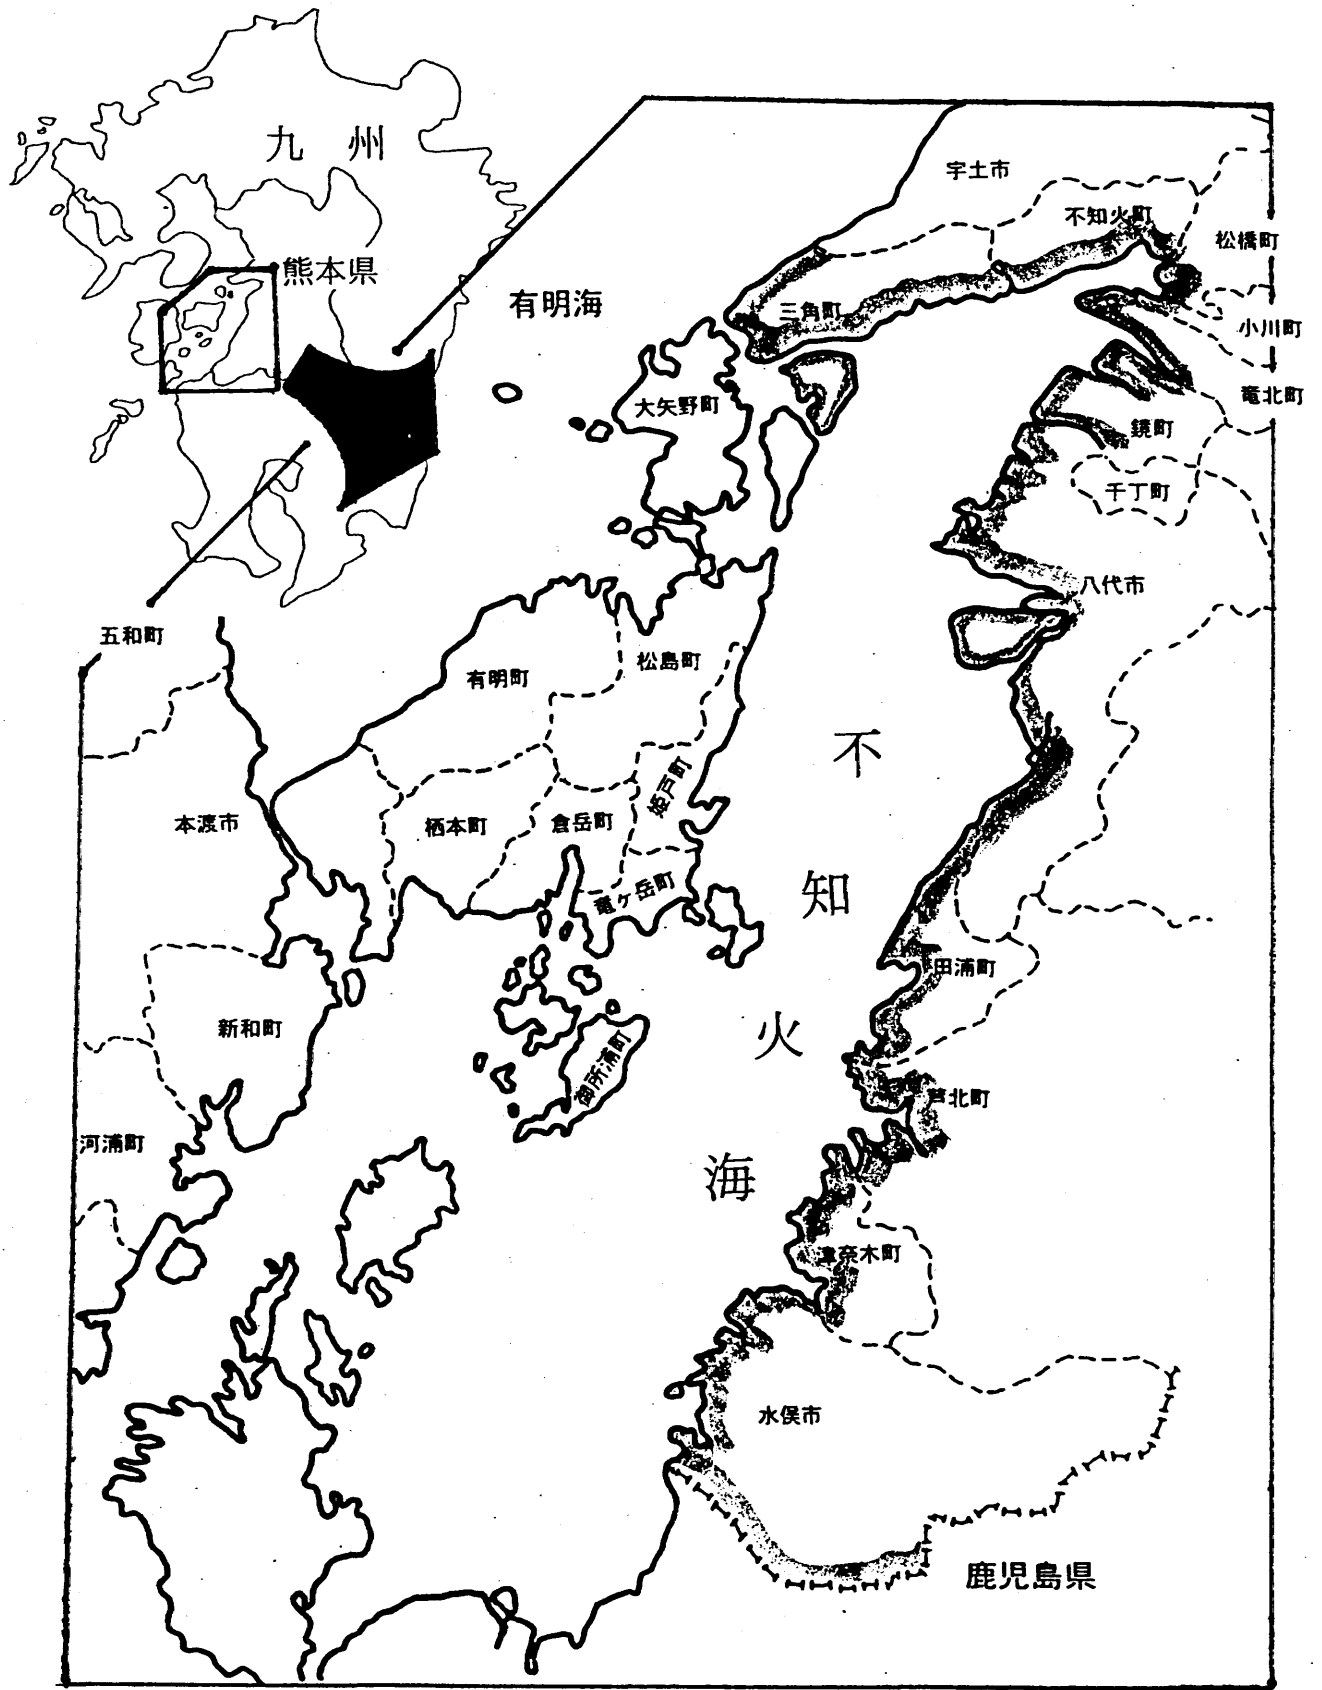 九州
熊本県
宇土市
不知火町
松橋町
有明海
三角町
小川町
大矢野町
竜北町
鏡町
千丁町
八代市
五和町
有明町
松島町
不知火海
姫戸町
本渡市
栖本町
倉岳町
竜ヶ岳町
田浦町
新和町
御所浦町
芦北町
河浦町
津奈木町
水俣市
鹿児島県